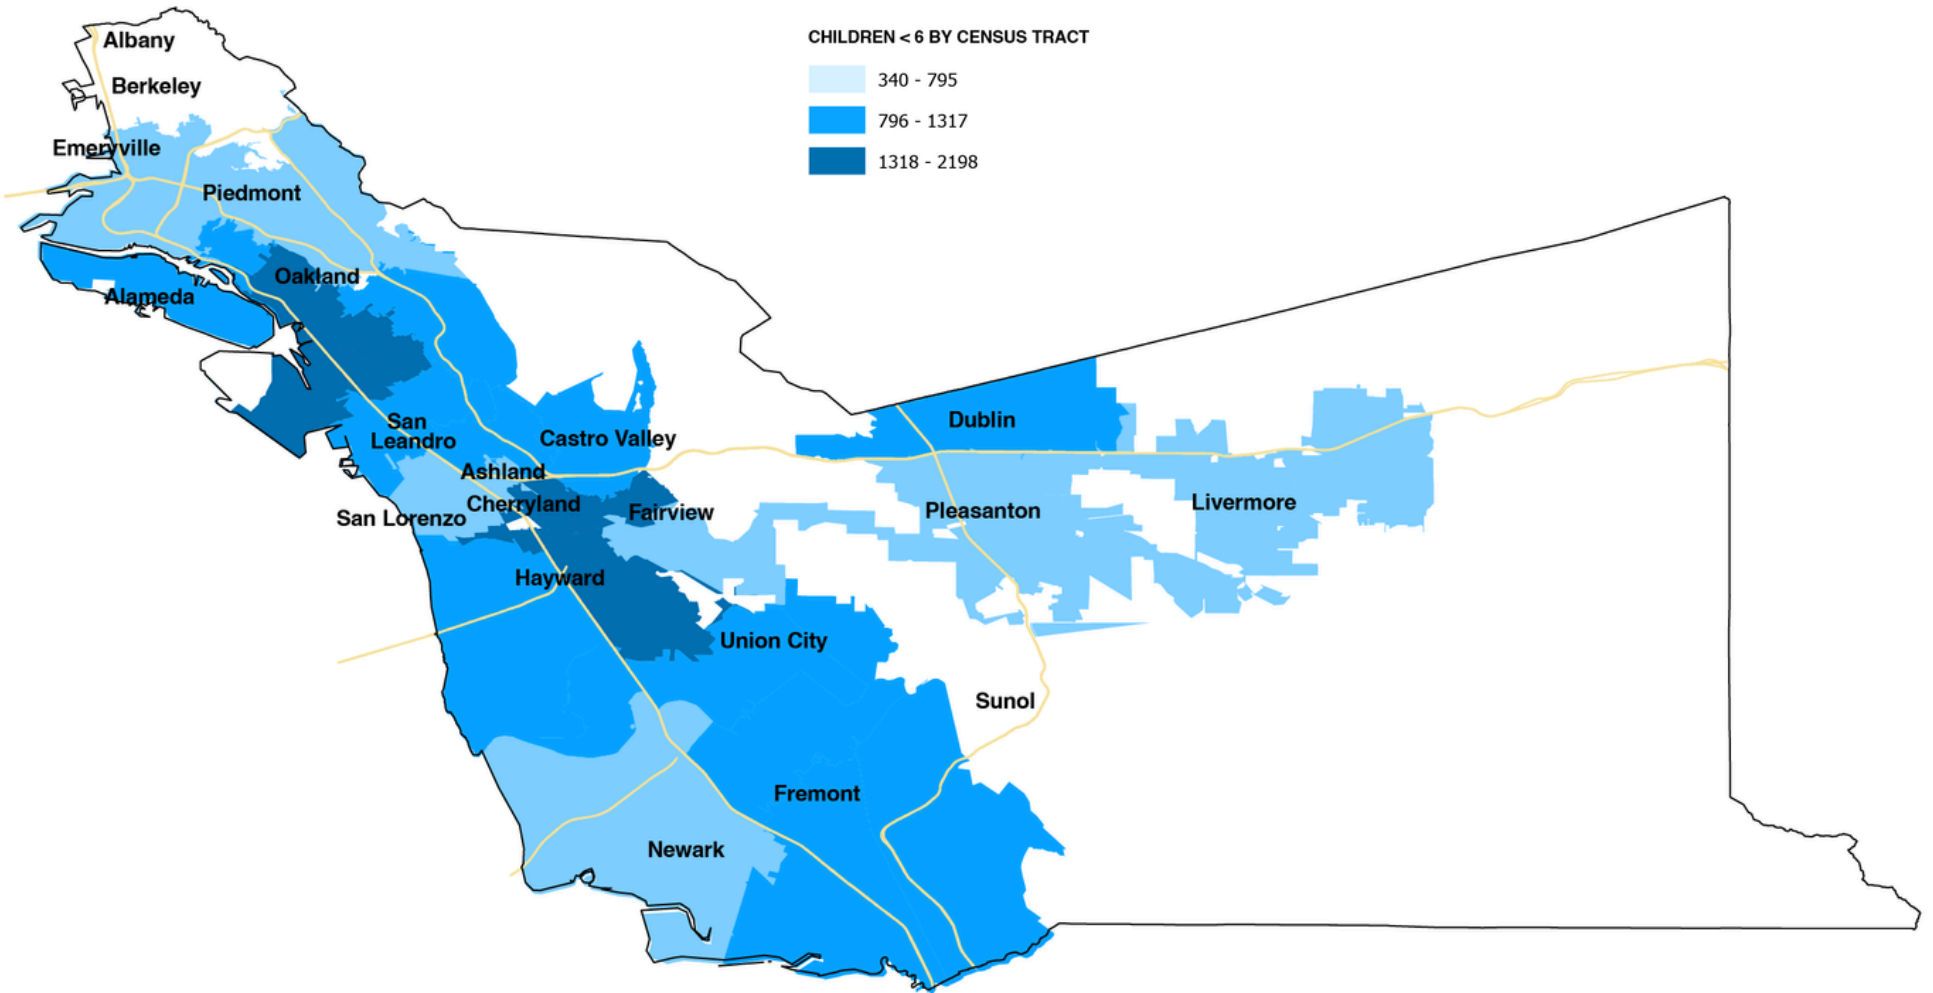 CHILDREN < 6 BY CENSUS TRACT
340 - 795
796 - 1317
1318 - 2198
Albany
Berkeley
Emeryville
Piedmont
Oakland
Alameda
San
Leandro
Castro Valley
Dublin
Ashland
Cherryland
San Lorenzo
Fairview
Pleasanton
Livermore
Hayward
Union City
Sunol
Fremont
Newark